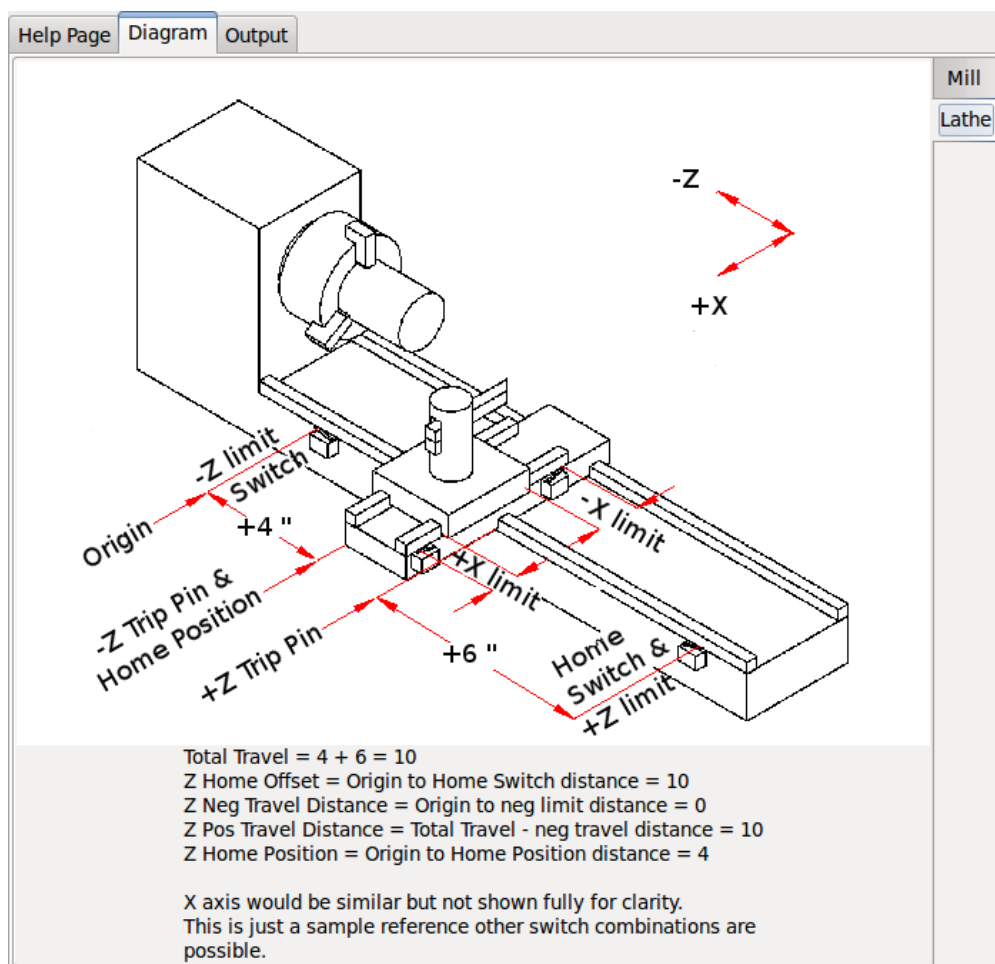 Help Page
Diagram
Output
Mill
Lathe
-Z
+X
-Z limit
Switch
Origin
+4 "
-X limit
+X limit
-Z Trip Pin &
Home Position
+Z Trip Pin
+6 "
Home
Switch &
+Z limit
Total Travel = 4 + 6 = 10
Z Home Offset = Origin to Home Switch distance = 10
Z Neg Travel Distance = Origin to neg limit distance = 0
Z Pos Travel Distance = Total Travel - neg travel distance = 10
Z Home Position = Origin to Home Position distance = 4
X axis would be similar but not shown fully for clarity.
This is just a sample reference other switch combinations are
possible.